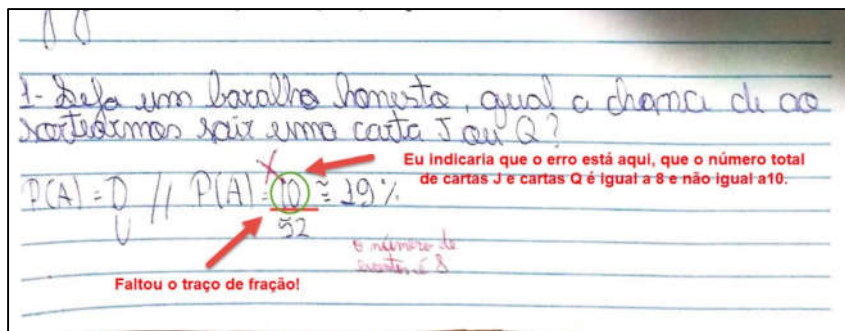 1- Seja um baralho honesto, qual a chance de ao
sortearmos sair uma carta J ou Q?
Eu indicaria que o erro está aqui, que o número total
de cartas J e cartas Q é igual a 8 e não igual a10.
P(A) = // P(A) = 10 ≅ 19%
52
o número de
eventos é 8
Faltou o traço de fração!